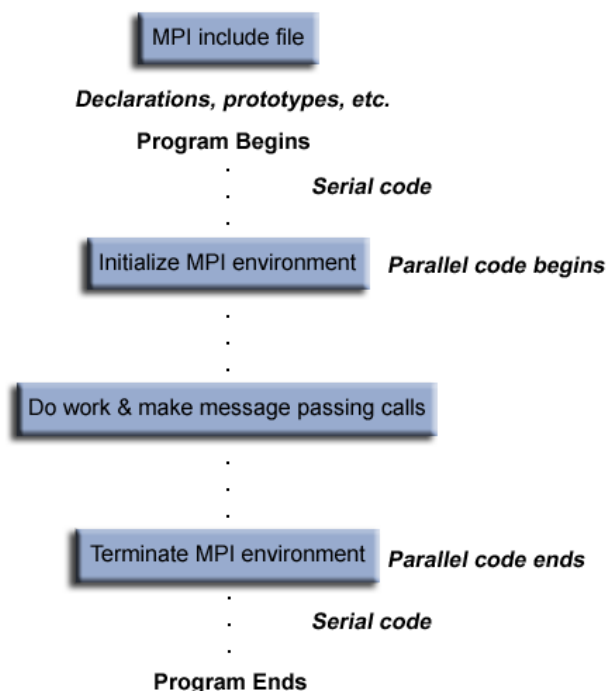 MPI include file
Declarations, prototypes, etc.
Program Begins
Serial code
Initialize MPI environment
Parallel code begins
Do work & make message passing calls
Terminate MPI environment
Parallel code ends
Serial code
Program Ends